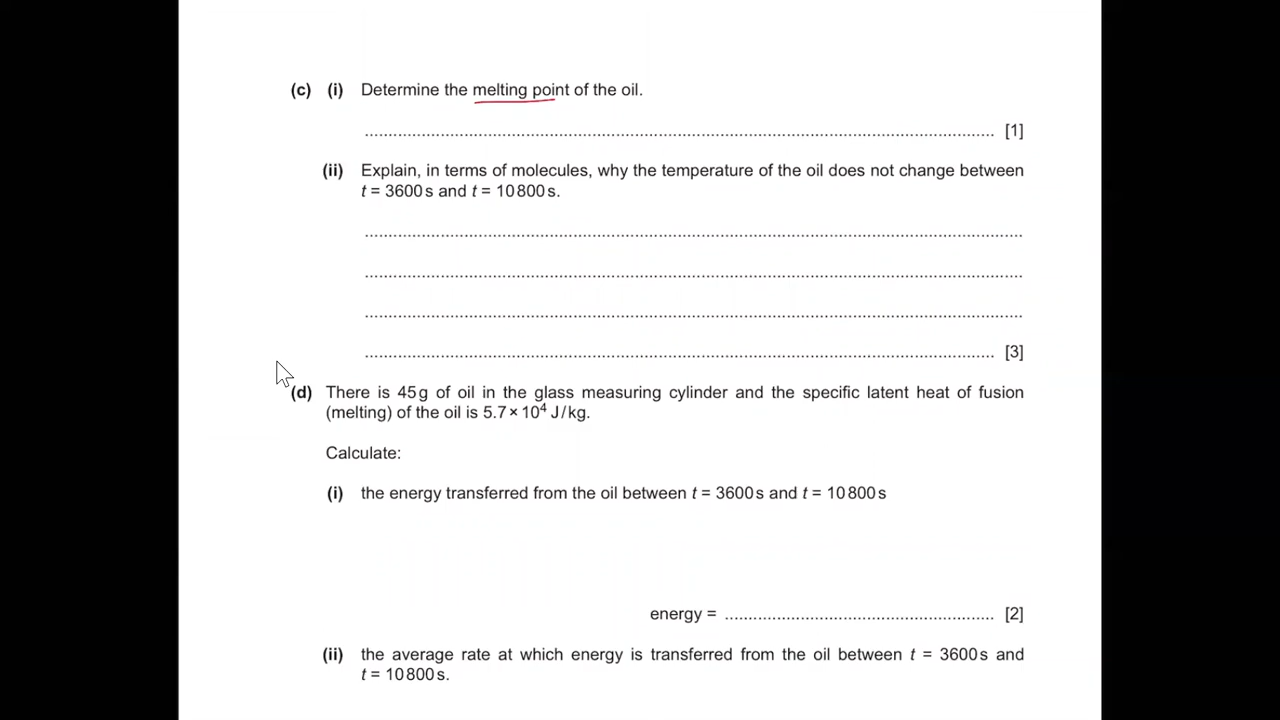 (c) (i) Determine the melting point of the oil.
........................................................................................................................................ [1]
(ii) Explain, in terms of molecules, why the temperature of the oil does not change between
t = 3600 s and t = 10 800 s.
................................................................................................................................................
................................................................................................................................................
................................................................................................................................................
........................................................................................................................................ [3]
(d) There is 45 g of oil in the glass measuring cylinder and the specific latent heat of fusion
(melting) of the oil is 5.7 × 10⁴ J/kg.
Calculate:
(i) the energy transferred from the oil between t = 3600 s and t = 10 800 s
energy = ......................................................... [2]
(ii) the average rate at which energy is transferred from the oil between t = 3600 s and
t = 10 800 s.